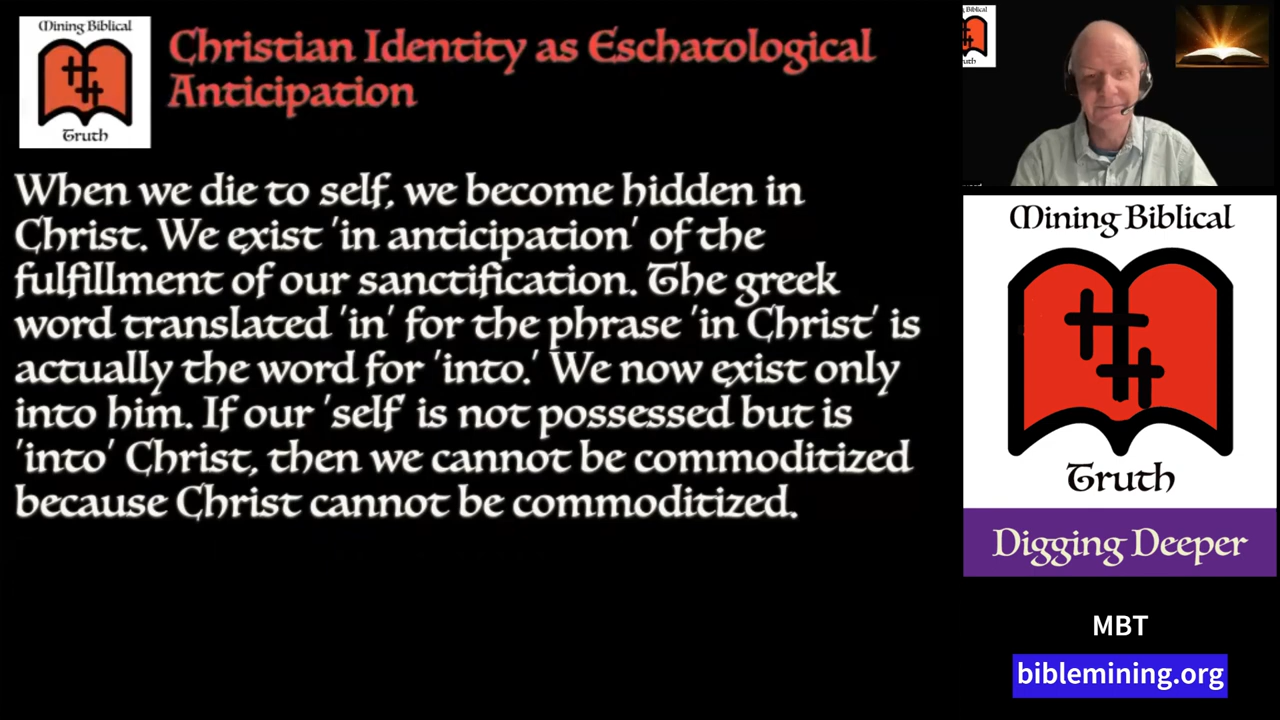 Mining Biblical
Truth
Christian Identity as Eschatological
Anticipation
When we die to self, we become hidden in
Christ. We exist 'in anticipation' of the
fulfillment of our sanctification. The greek
word translated 'in' for the phrase 'in Christ' is
actually the word for 'into.' We now exist only
into him. If our 'self' is not possessed but is
'into' Christ, then we cannot be commoditized
because Christ cannot be commoditized.
Mining Biblical
Truth
Digging Deeper
MBT
biblemining.org